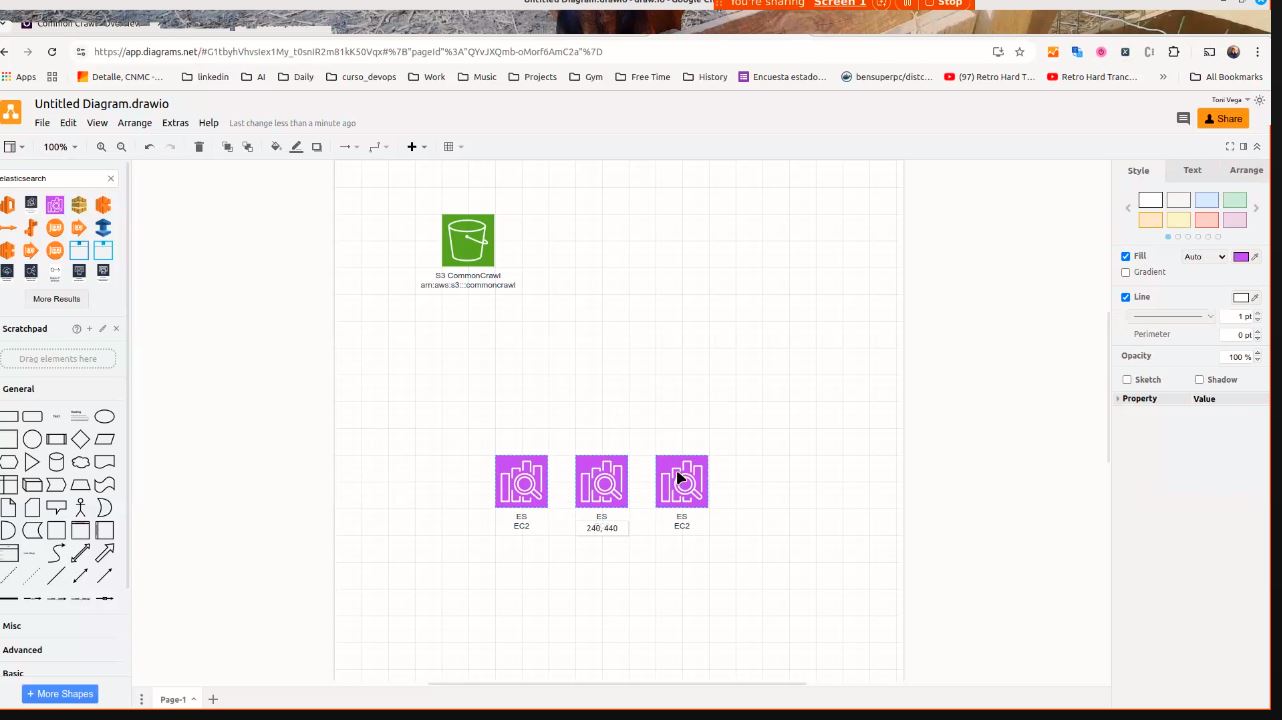 Untitled Diagram.drawio - draw.io - Google Ch
You're sharing Screen 1 Stop
Common Crawl - Overview
https://app.diagrams.net/#G1tbyhVhvsIex1My_t0snIR2m81kK50Vqx#%7B"pageId"%3A"QYvJXQmb-oMorf6AmC2a"%7D
Apps
Detalle, CNMC -...
linkedin
AI
Daily
curso_devops
Work
Music
Projects
Gym
Free Time
History
Encuesta estado...
bensuperpc/distc...
(97) Retro Hard T...
Retro Hard Tranc...
»
All Bookmarks
Untitled Diagram.drawio
Toni Vega
File Edit View Arrange Extras Help Last change less than a minute ago
Share
100%
elasticsearch
More Results
Scratchpad
Drag elements here
General
Misc
Advanced
Basic
+ More Shapes
S3 CommonCrawl
arn:aws:s3:::commoncrawl
ES
EC2
ES
240, 440
ES
EC2
Page-1
Style Text Arrange
Fill Auto
Gradient
Line
1 pt
Perimeter 0 pt
Opacity 100 %
Sketch Shadow
Property Value